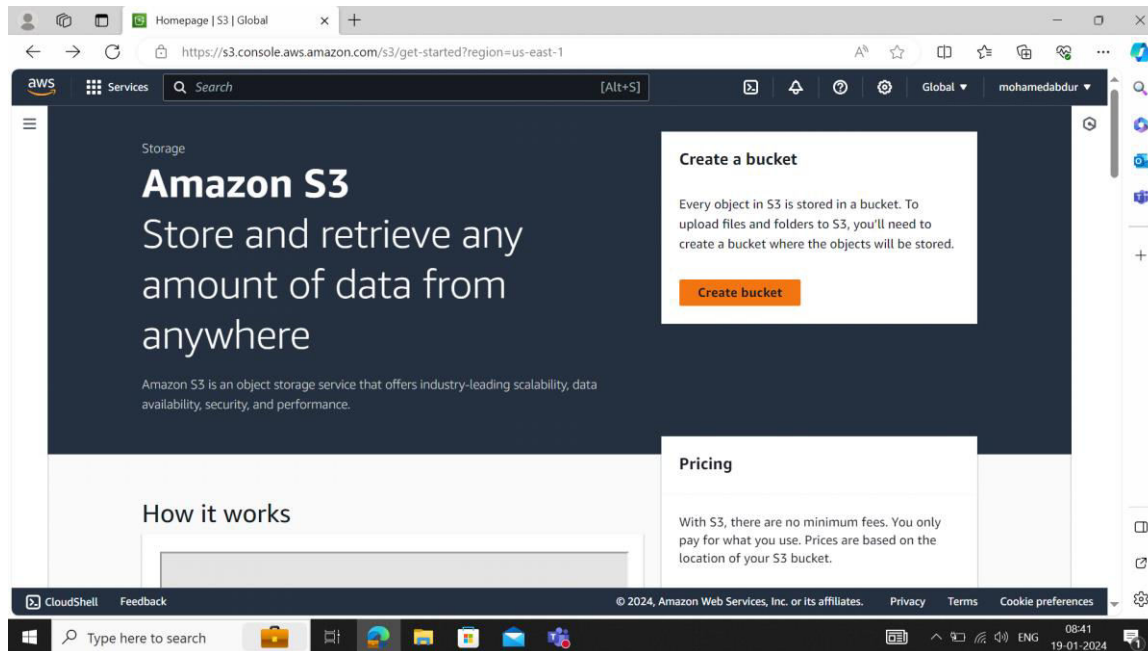 Homepage | S3 | Global
https://s3.console.aws.amazon.com/s3/get-started?region=us-east-1
aws
Services
Search
[Alt+S]
Global
mohamedabdur
Storage
Amazon S3
Store and retrieve any
amount of data from
anywhere
Amazon S3 is an object storage service that offers industry-leading scalability, data
availability, security, and performance.
Create a bucket
Every object in S3 is stored in a bucket. To
upload files and folders to S3, you'll need to
create a bucket where the objects will be stored.
Create bucket
Pricing
With S3, there are no minimum fees. You only
pay for what you use. Prices are based on the
location of your S3 bucket.
How it works
CloudShell
Feedback
© 2024, Amazon Web Services, Inc. or its affiliates.
Privacy
Terms
Cookie preferences
Type here to search
ENG
08:41
19-01-2024
1